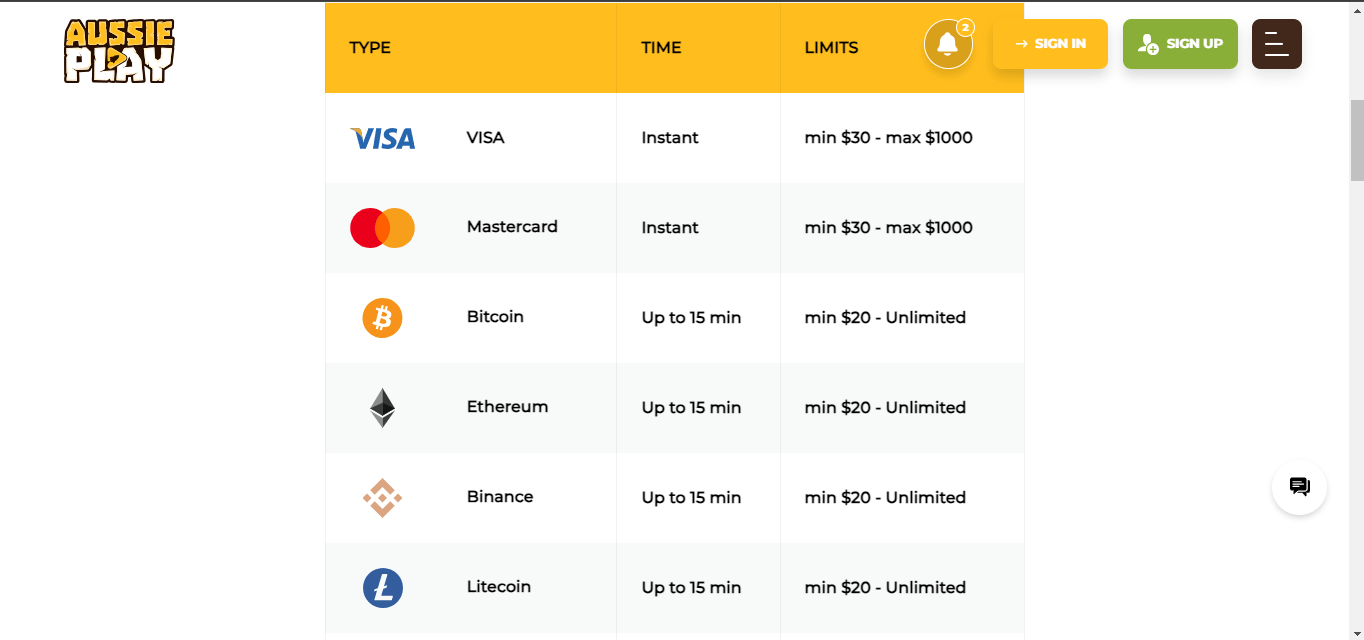 AUSSIE
PLAY
TYPE
TIME
LIMITS
2
SIGN IN
SIGN UP
VISA
VISA
Instant
min $30 - max $1000
Mastercard
Instant
min $30 - max $1000
Bitcoin
Up to 15 min
min $20 - Unlimited
Ethereum
Up to 15 min
min $20 - Unlimited
Binance
Up to 15 min
min $20 - Unlimited
Litecoin
Up to 15 min
min $20 - Unlimited